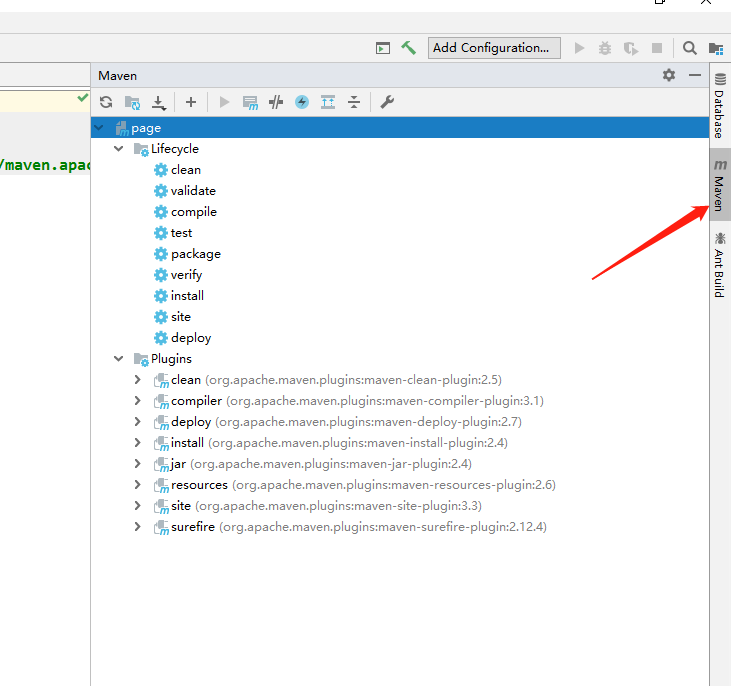 Add Configuration...
Maven
page
Lifecycle
clean
validate
compile
test
package
verify
install
site
deploy
Plugins
clean (org.apache.maven.plugins:maven-clean-plugin:2.5)
compiler (org.apache.maven.plugins:maven-compiler-plugin:3.1)
deploy (org.apache.maven.plugins:maven-deploy-plugin:2.7)
install (org.apache.maven.plugins:maven-install-plugin:2.4)
jar (org.apache.maven.plugins:maven-jar-plugin:2.4)
resources (org.apache.maven.plugins:maven-resources-plugin:2.6)
site (org.apache.maven.plugins:maven-site-plugin:3.3)
surefire (org.apache.maven.plugins:maven-surefire-plugin:2.12.4)
/maven.apac
Database
Maven
Ant Build